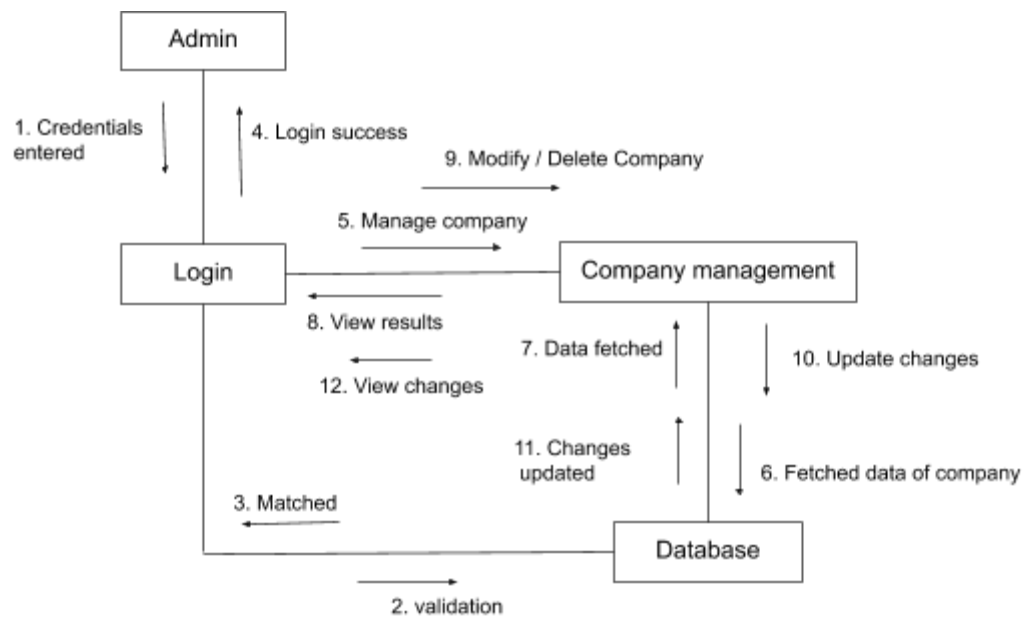 Admin
1. Credentials
entered
4. Login success
9. Modify / Delete Company
5. Manage company
Login
Company management
8. View results
7. Data fetched
10. Update changes
12. View changes
11. Changes
updated
6. Fetched data of company
3. Matched
Database
2. validation